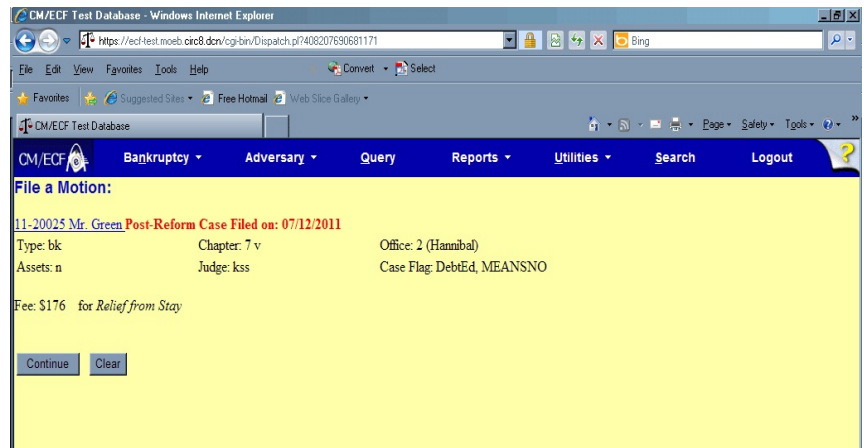 CM/ECF Test Database - Windows Internet Explorer
https://ecf-test.moeb.circ8.dcn/cgi-bin/Dispatch.pl?408207690681171
Bing
File Edit View Favorites Tools Help
Convert Select
Favorites Suggested Sites Free Hotmail Web Slice Gallery
CM/ECF Test Database
Page Safety Tools
CM/ECF Bankruptcy Adversary Query Reports Utilities Search Logout ?
File a Motion:
11-20025 Mr. Green Post-Reform Case Filed on: 07/12/2011
Type: bk Chapter: 7 v Office: 2 (Hannibal)
Assets: n Judge: kss Case Flag: DebtEd, MEANSNO
Fee: $176 for Relief from Stay
Continue Clear